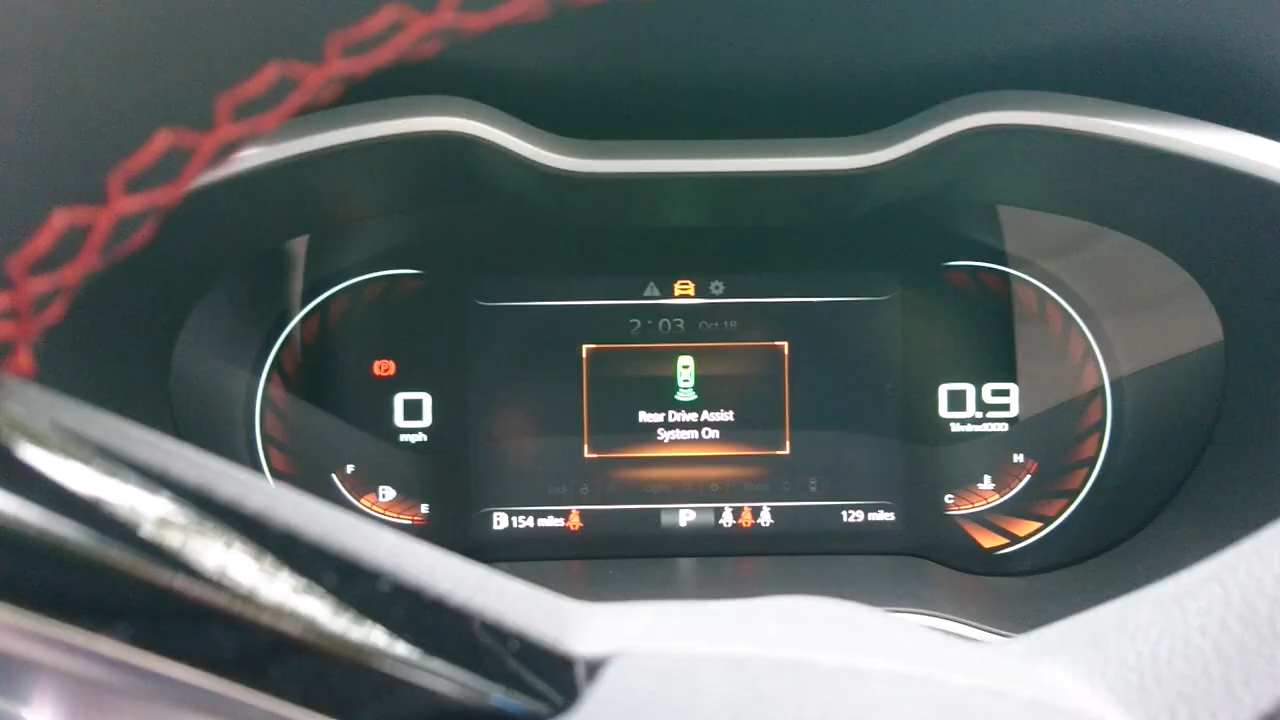 2:03 Oct 18
Rear Drive Assist
System On
0
mph
F
E
0.9
H
C
154 miles
P
129 miles